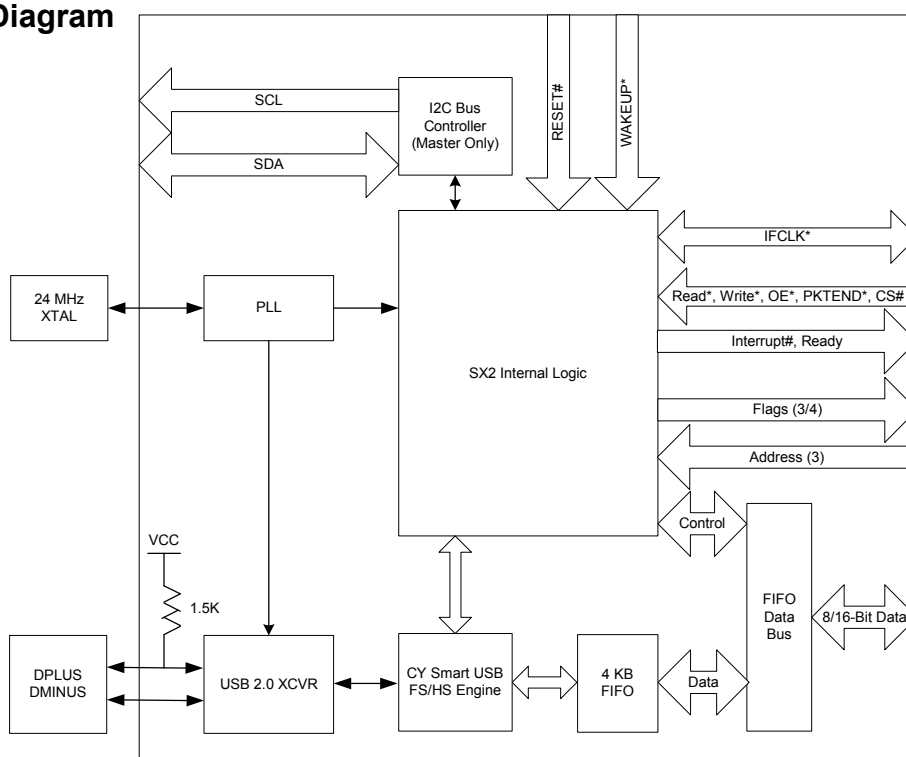 Diagram
SCL
I2C Bus
Controller
(Master Only)
SDA
RESET#
WAKEUP*
IFCLK*
24 MHz
XTAL
PLL
Read*, Write*, OE*, PKTEND*, CS#
Interrupt#, Ready
SX2 Internal Logic
Flags (3/4)
Address (3)
Control
VCC
1.5K
FIFO
Data
Bus
8/16-Bit Data
DPLUS
DMINUS
USB 2.0 XCVR
CY Smart USB
FS/HS Engine
4 KB
FIFO
Data